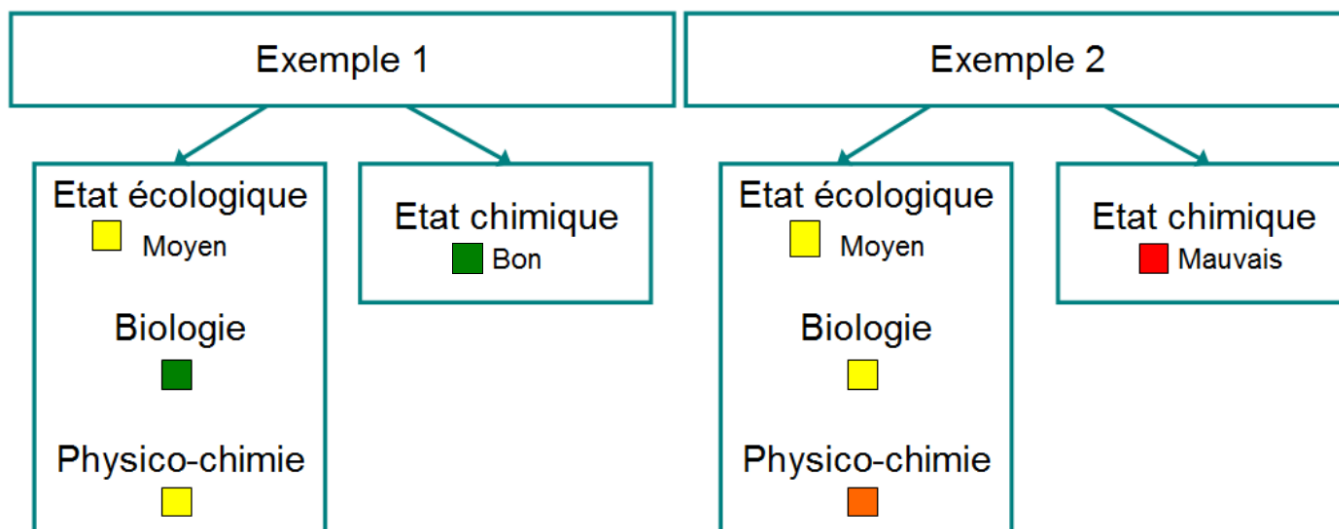 Exemple 1
Etat écologique
Moyen
Biologie
Physico-chimie
Etat chimique
Bon
Exemple 2
Etat écologique
Moyen
Biologie
Physico-chimie
Etat chimique
Mauvais